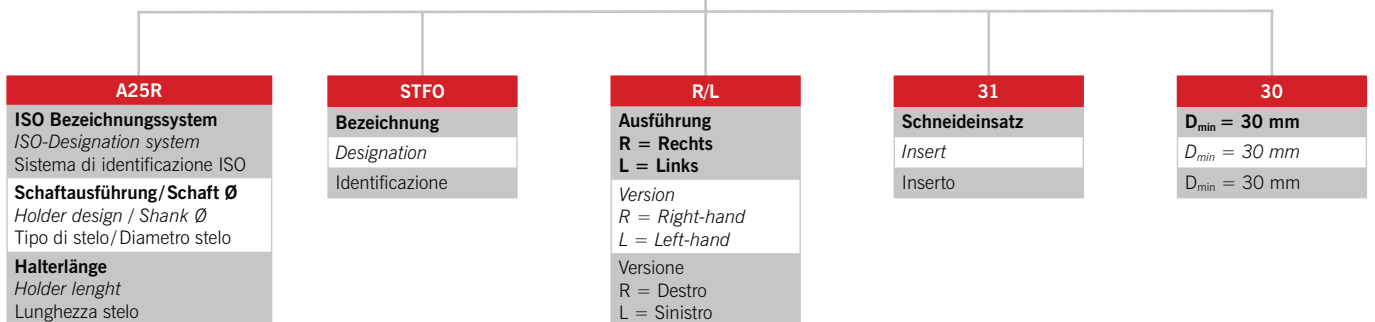 A25R
ISO Bezeichnungssystem
ISO-Designation system
Sistema di identificazione ISO
Schaftausführung/Schaft Ø
Holder design / Shank Ø
Tipo di stelo/Diametro stelo
Halterlänge
Holder lenght
Lunghezza stelo
STFO
Bezeichnung
Designation
Identificazione
R/L
Ausführung
R = Rechts
L = Links
Version
R = Right-hand
L = Left-hand
Versione
R = Destro
L = Sinistro
31
Schneideinsatz
Insert
Inserto
30
Dmin = 30 mm
Dmin = 30 mm
Dmin = 30 mm